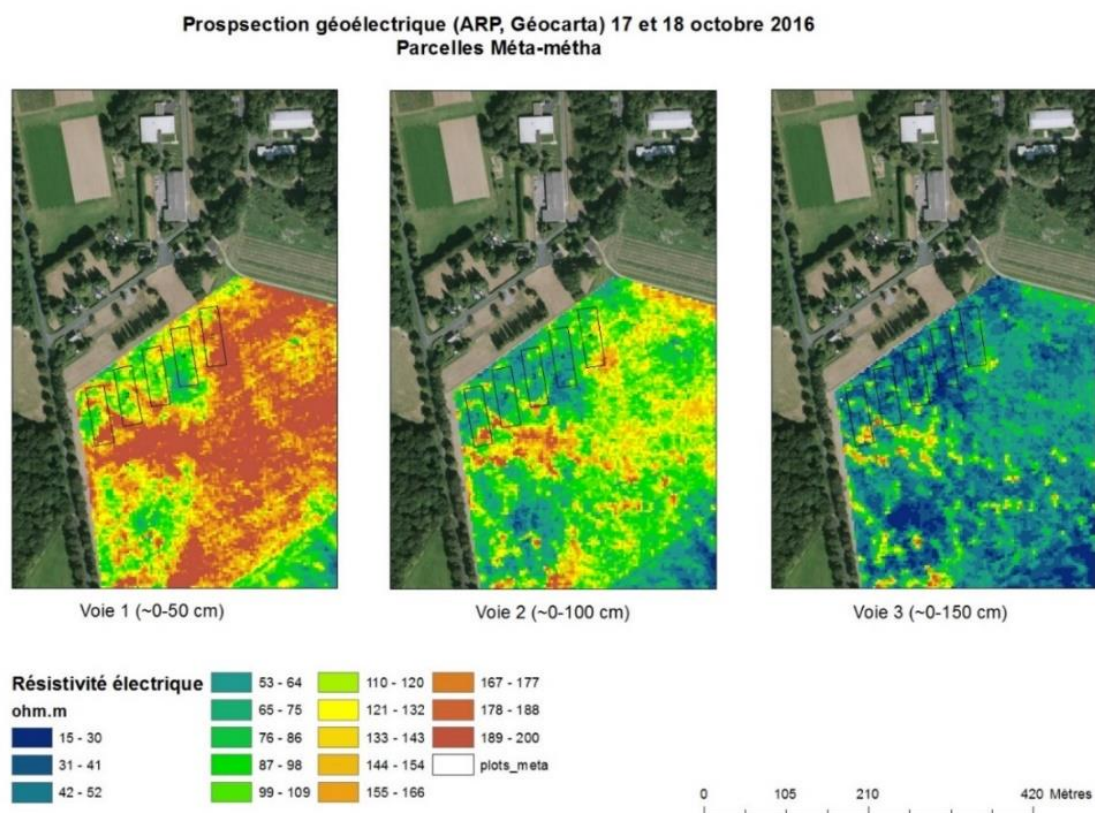 Prospsection géoélectrique (ARP, Géocarta) 17 et 18 octobre 2016
Parcelles Méta-métha
Voie 1 (~0-50 cm)
Voie 2 (~0-100 cm)
Voie 3 (~0-150 cm)
Résistivité électrique
ohm.m
15 - 30
31 - 41
42 - 52
53 - 64
65 - 75
76 - 86
87 - 98
99 - 109
110 - 120
121 - 132
133 - 143
144 - 154
155 - 166
167 - 177
178 - 188
189 - 200
plots_meta
0 105 210 420 Mètres